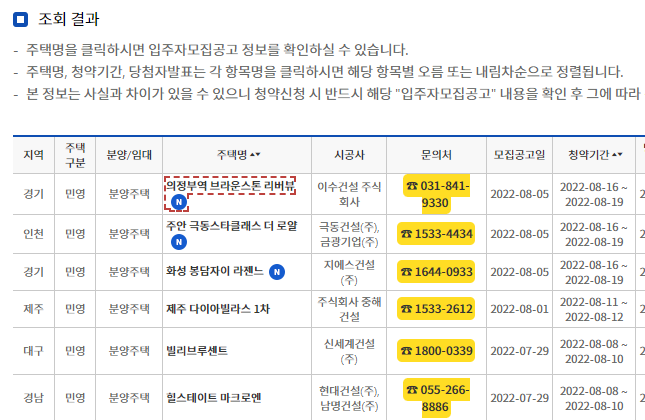 조회 결과
- 주택명을 클릭하시면 입주자모집공고 정보를 확인하실 수 있습니다.
- 주택명, 청약기간, 당첨자발표는 각 항목명을 클릭하시면 해당 항목별 오름 또는 내림차순으로 정렬됩니다.
- 본 정보는 사실과 차이가 있을 수 있으니 청약신청 시 반드시 해당 "입주자모집공고" 내용을 확인 후 그에 따라
지역 주택 구분 분양/임대 주택명 ▲▼ 시공사 문의처 모집공고일 청약기간 ▲▼
경기 민영 분양주택 의정부역 브라운스톤 리버뷰 N 이수건설 주식회사 ☎ 031-841-9330 2022-08-05 2022-08-16 ~ 2022-08-19 2
인천 민영 분양주택 주안 극동스타클래스 더 로얄 N 극동건설(주), 금광기업(주) ☎ 1533-4434 2022-08-05 2022-08-16 ~ 2022-08-19 2
경기 민영 분양주택 화성 봉담자이 라젠느 N 지에스건설(주) ☎ 1644-0933 2022-08-05 2022-08-16 ~ 2022-08-19 2
제주 민영 분양주택 제주 다이아빌라스 1차 주식회사 중해건설 ☎ 1533-2612 2022-08-01 2022-08-11 ~ 2022-08-12 2
대구 민영 분양주택 빌리브루센트 신세계건설(주) ☎ 1800-0339 2022-07-29 2022-08-08 ~ 2022-08-10 2
경남 민영 분양주택 힐스테이트 마크로엔 현대건설(주), 남명건설(주) ☎ 055-266-8886 2022-07-29 2022-08-08 ~ 2022-08-10 2